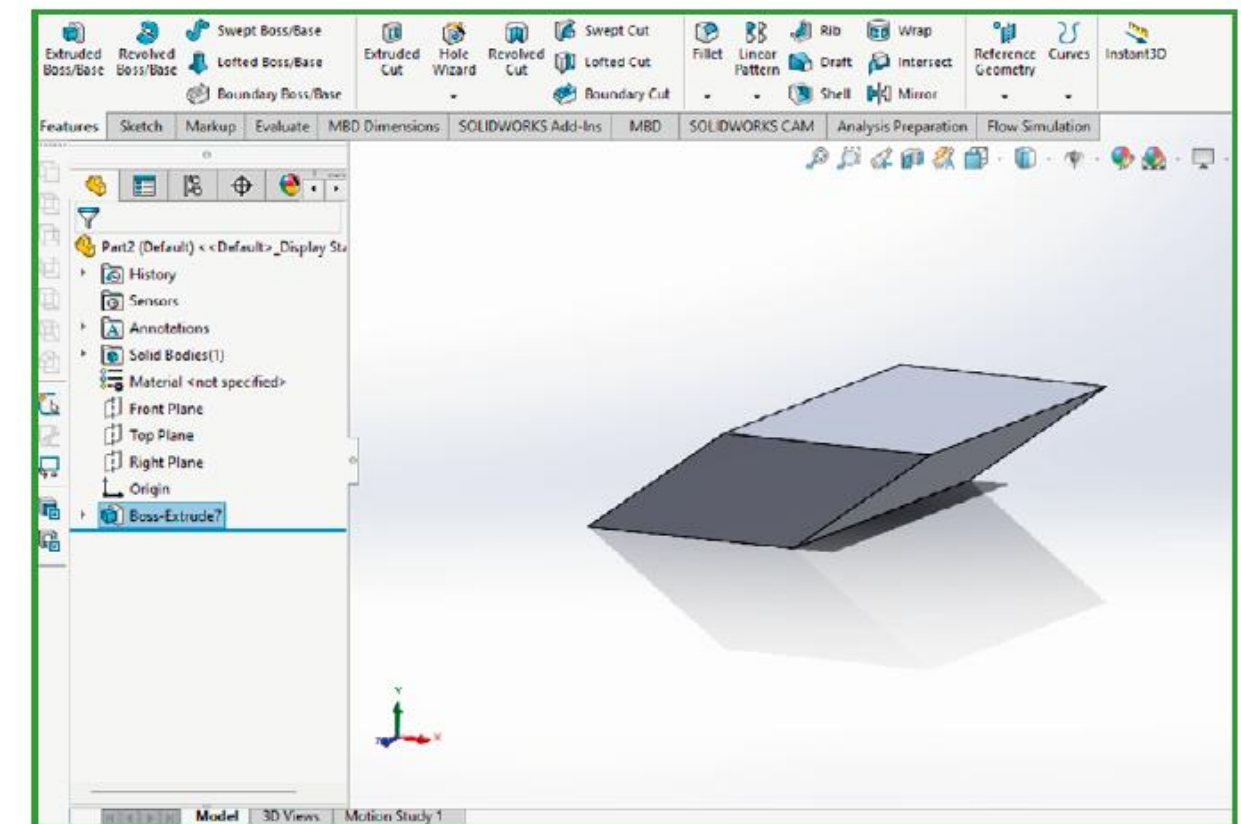 Extruded Boss/Base
Revolved Boss/Base
Swept Boss/Base
Lofted Boss/Base
Boundary Boss/Base
Extruded Cut
Hole Wizard
Revolved Cut
Swept Cut
Lofted Cut
Boundary Cut
Fillet
Linear Pattern
Rib
Draft
Shell
Wrap
Intersect
Mirror
Reference Geometry
Curves
Instant3D
Features Sketch Markup Evaluate MBD Dimensions SOLIDWORKS Add-Ins MBD SOLIDWORKS CAM Analysis Preparation Flow Simulation
Part2 (Default) <<Default>_Display Sta
History
Sensors
A Annotations
Solid Bodies(1)
Material <not specified>
Front Plane
Top Plane
Right Plane
Origin
Boss-Extrude7
Y
X
Z
Model 3D Views Motion Study 1